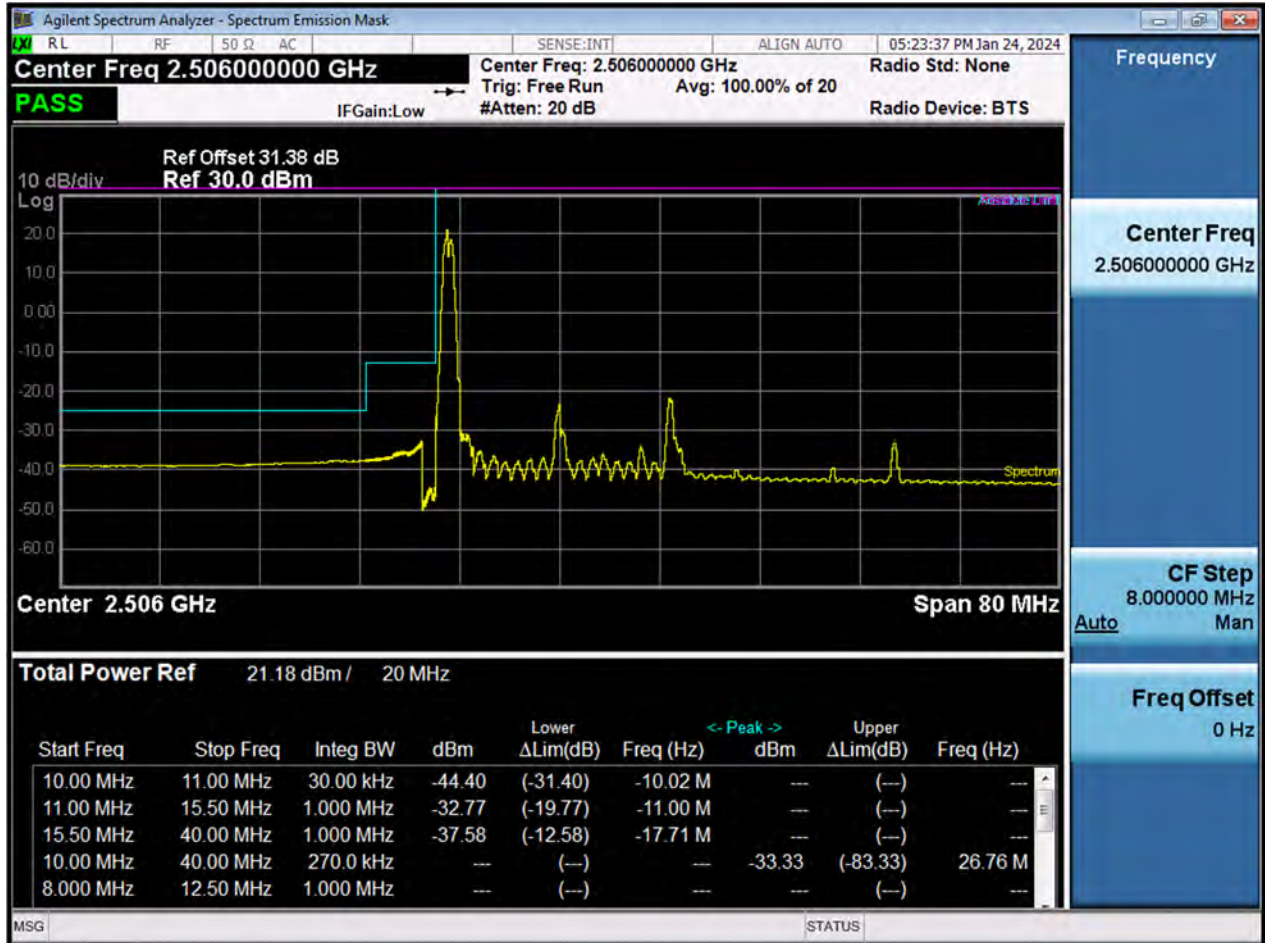 Agilent Spectrum Analyzer - Spectrum Emission Mask
LXI RL RF 50 Ω AC SENSE:INT ALIGN AUTO 05:23:37 PM Jan 24, 2024
Center Freq 2.506000000 GHz
Center Freq: 2.506000000 GHz
Radio Std: None
Trig: Free Run Avg: 100.00% of 20
PASS
IFGain:Low
#Atten: 20 dB
Radio Device: BTS
Ref Offset 31.38 dB
10 dB/div Ref 30.0 dBm
Log
Absolute Limit
20.0
10.0
0.00
-10.0
-20.0
-30.0
-40.0
Spectrum
-50.0
-60.0
Center 2.506 GHz Span 80 MHz
Total Power Ref 21.18 dBm / 20 MHz
Lower <- Peak -> Upper
Start Freq Stop Freq Integ BW dBm ΔLim(dB) Freq (Hz) dBm ΔLim(dB) Freq (Hz)
10.00 MHz 11.00 MHz 30.00 kHz -44.40 (-31.40) -10.02 M --- (---) ---
11.00 MHz 15.50 MHz 1.000 MHz -32.77 (-19.77) -11.00 M --- (---) ---
15.50 MHz 40.00 MHz 1.000 MHz -37.58 (-12.58) -17.71 M --- (---) ---
10.00 MHz 40.00 MHz 270.0 kHz --- (---) --- -33.33 (-83.33) 26.76 M
8.000 MHz 12.50 MHz 1.000 MHz --- (---) --- --- (---) ---
MSG STATUS
Frequency
Center Freq
2.506000000 GHz
CF Step
8.000000 MHz
Auto Man
Freq Offset
0 Hz